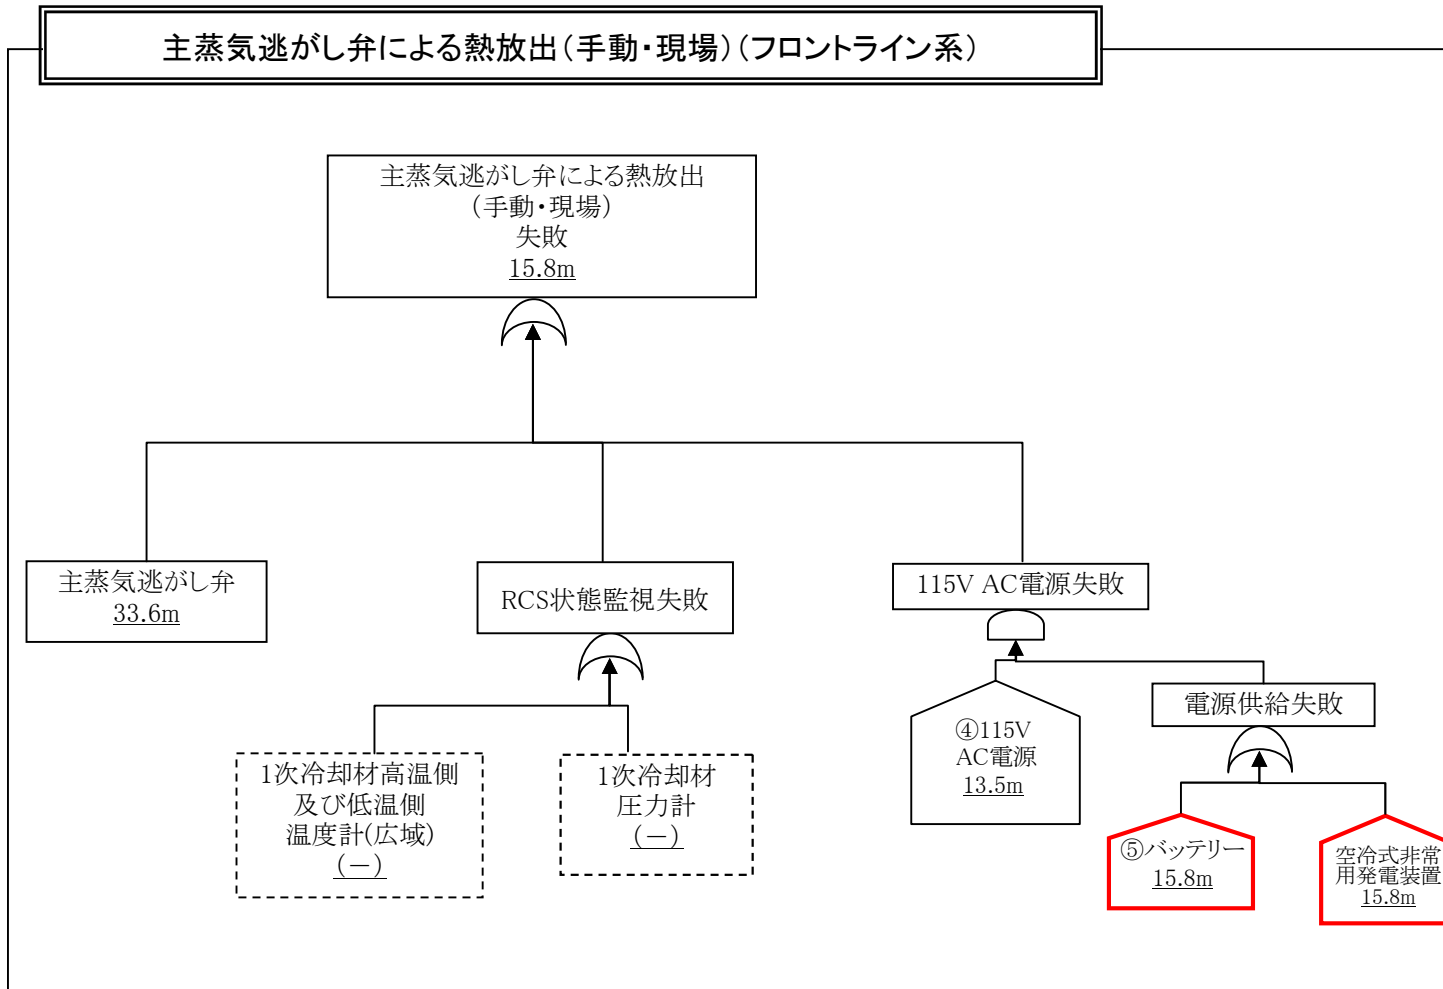 主蒸気逃がし弁による熱放出(手動・現場)(フロントライン系)
主蒸気逃がし弁による熱放出
(手動・現場)
失敗
15.8m
主蒸気逃がし弁
33.6m
RCS状態監視失敗
115V AC電源失敗
1次冷却材高温側
及び低温側
温度計(広域)
(－)
1次冷却材
圧力計
(－)
④115V
AC電源
13.5m
電源供給失敗
⑤バッテリー
15.8m
空冷式非常
用発電装置
15.8m